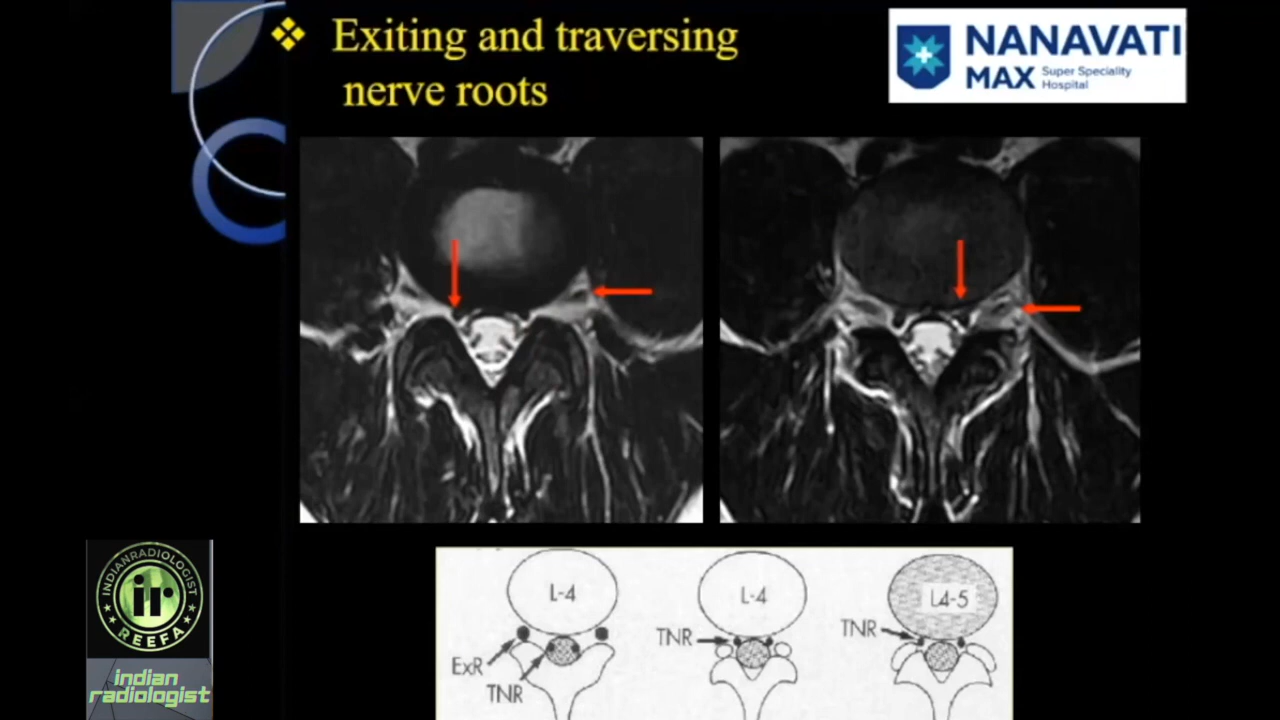 Exiting and traversing
nerve roots
NANAVATI
MAX Super Speciality
Hospital
L-4
L-4
L4-5
TNR
TNR
ExR
TNR
INDIANRADIOLOGIST
ir
REEFA
indian
radiologist